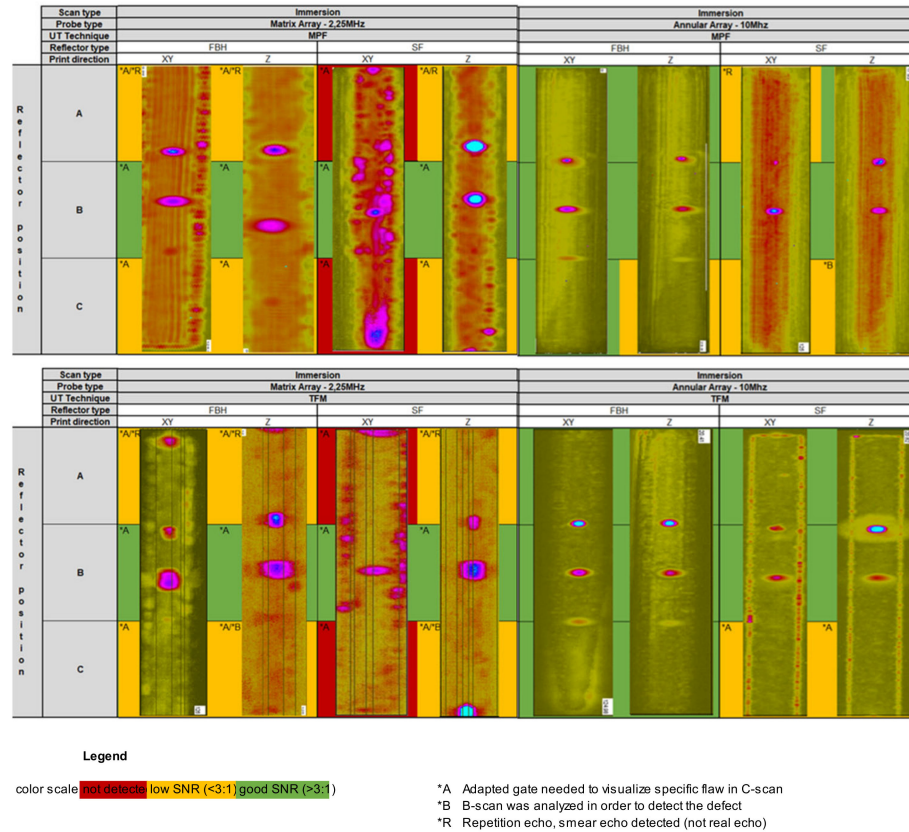 Scan type Immersion Immersion
Probe type Matrix Array - 2,25MHz Annular Array - 10Mhz
UT Technique MPF MPF
Reflector type FBH SF FBH SF
Print direction XY Z XY Z XY Z XY Z
Reflector position
*A/*R *A/*R *A *A/R *R
A
*A *A *A *A
B
*A *A *A *A *B
C
Scan type Immersion Immersion
Probe type Matrix Array - 2,25MHz Annular Array - 10Mhz
UT Technique TFM TFM
Reflector type FBH SF FBH SF
Print direction XY Z XY Z XY Z XY Z
Reflector position
*A/*R *A/*R *A *A/*R
A
*A *A *A *A
B
*A *A/*B *A *A/*B *A *A
C
Legend
color scale not detecte low SNR (<3:1) good SNR (>3:1)
*A Adapted gate needed to visualize specific flaw in C-scan
*B B-scan was analyzed in order to detect the defect
*R Repetition echo, smear echo detected (not real echo)